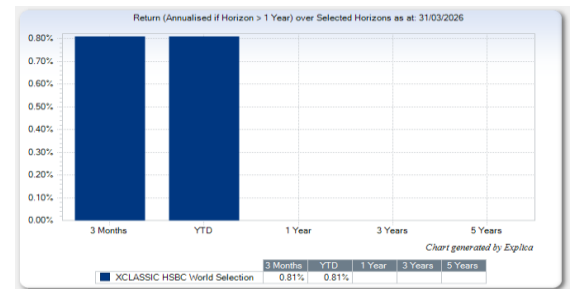 Return (Annualised if Horizon > 1 Year) over Selected Horizons as at: 31/03/2026
0.80%
0.70%
0.60%
0.50%
0.40%
0.30%
0.20%
0.10%
0.00%
3 Months YTD 1 Year 3 Years 5 Years
Chart generated by Explica
3 Months YTD 1 Year 3 Years 5 Years
XCLASSIC HSBC World Selection 0.81% 0.81%